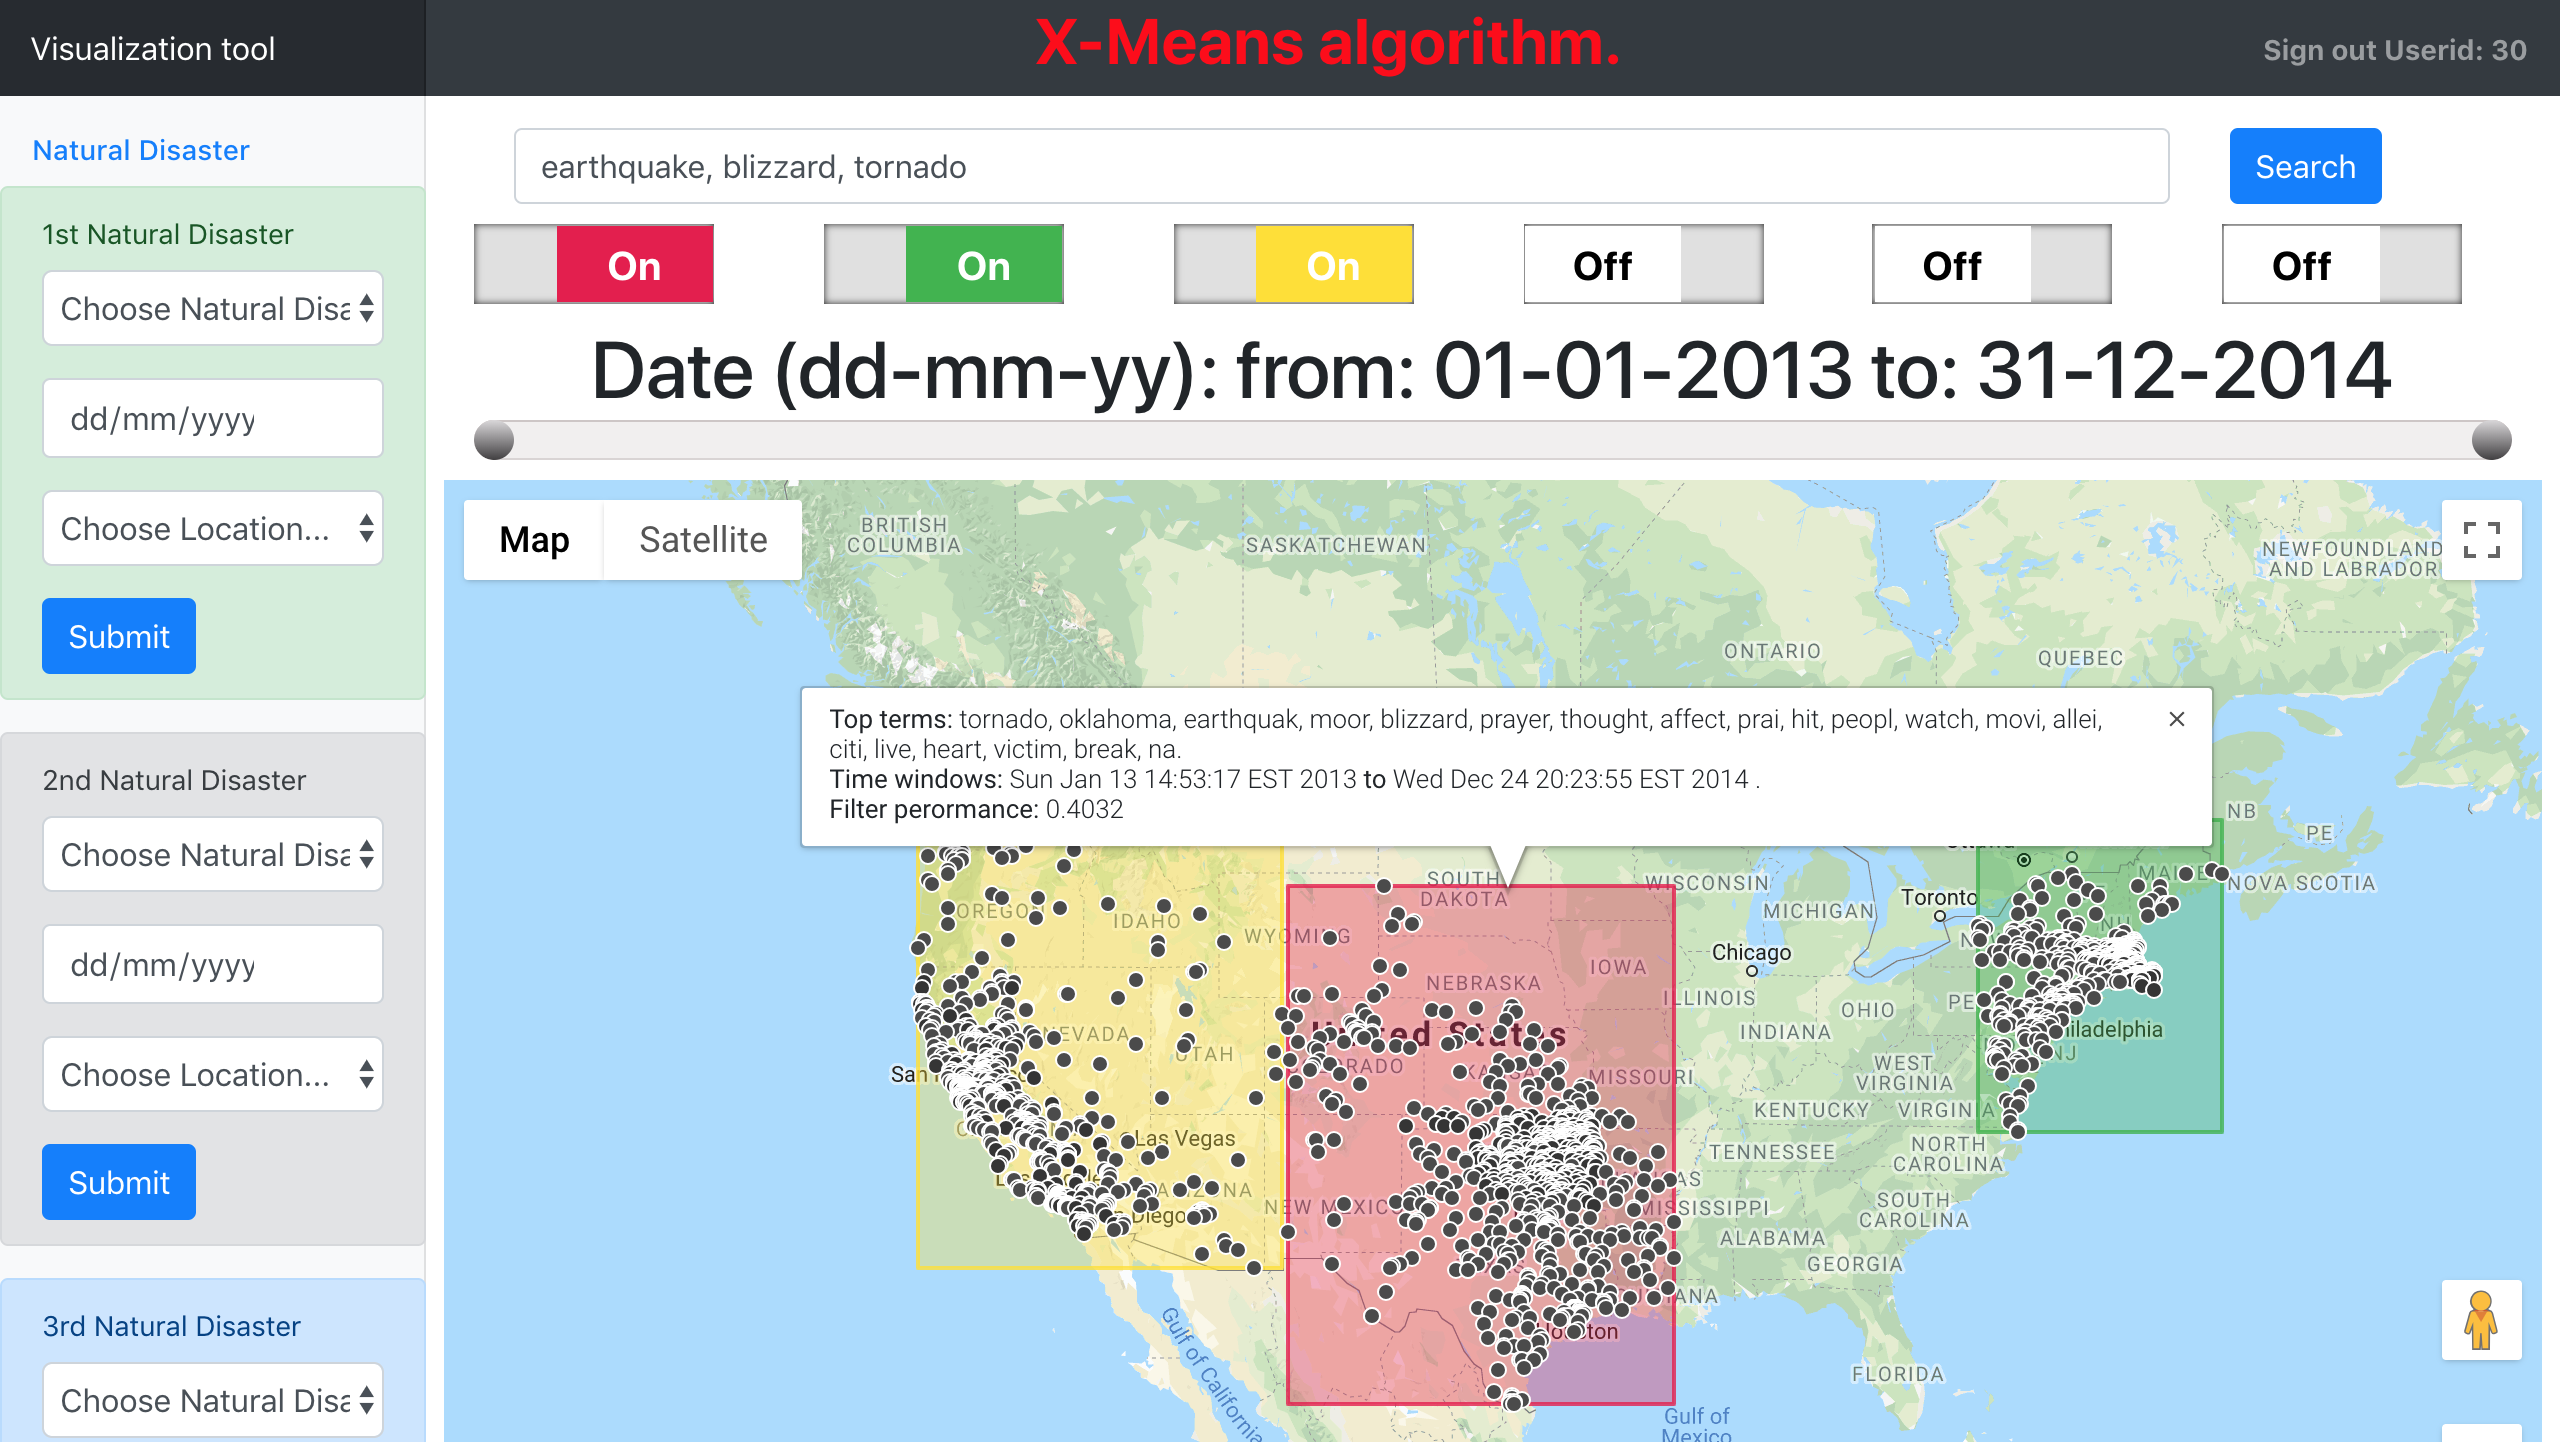 Visualization tool
X-Means algorithm.
Sign out Userid: 30
Natural Disaster
1st Natural Disaster
Choose Natural Disa
dd/mm/yyyy
Choose Location...
Submit
2nd Natural Disaster
Choose Natural Disa
dd/mm/yyyy
Choose Location...
Submit
3rd Natural Disaster
Choose Natural Disa
earthquake, blizzard, tornado
Search
On
On
On
Off
Off
Off
Date (dd-mm-yy): from: 01-01-2013 to: 31-12-2014
Map
Satellite
BRITISH
COLUMBIA
SASKATCHEWAN
NEWFOUNDLAND
AND LABRADOR
ONTARIO
QUEBEC
Top terms: tornado, oklahoma, earthquak, moor, blizzard, prayer, thought, affect, prai, hit, peopl, watch, movi, allei,
citi, live, heart, victim, break, na.
Time windows: Sun Jan 13 14:53:17 EST 2013 to Wed Dec 24 20:23:55 EST 2014 .
Filter perormance: 0.4032
NB
PE
NOVA SCOTIA
MAINE
SOUTH
DAKOTA
WISCONSIN
Toronto
MICHIGAN
OREGON
IDAHO
WYOMING
NH
Chicago
IOWA
NEBRASKA
ILLINOIS
OHIO
INDIANA
United States
NEVADA
UTAH
iladelphia
NJ
MISSOURI
WEST
VIRGINIA
KENTUCKY
VIRGINIA
Las Vegas
TENNESSEE
NORTH
CAROLINA
NEW MEXICO
MISSISSIPPI
SOUTH
CAROLINA
Diego
ALABAMA
GEORGIA
Houston
FLORIDA
Gulf of California
Gulf of
Mexico